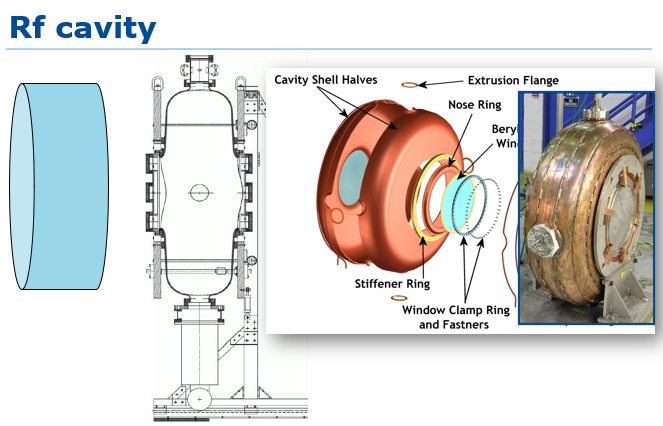 Rf cavity
Cavity Shell Halves
Extrusion Flange
Nose Ring
Stiffener Ring
Window Clamp Ring
and Fastners